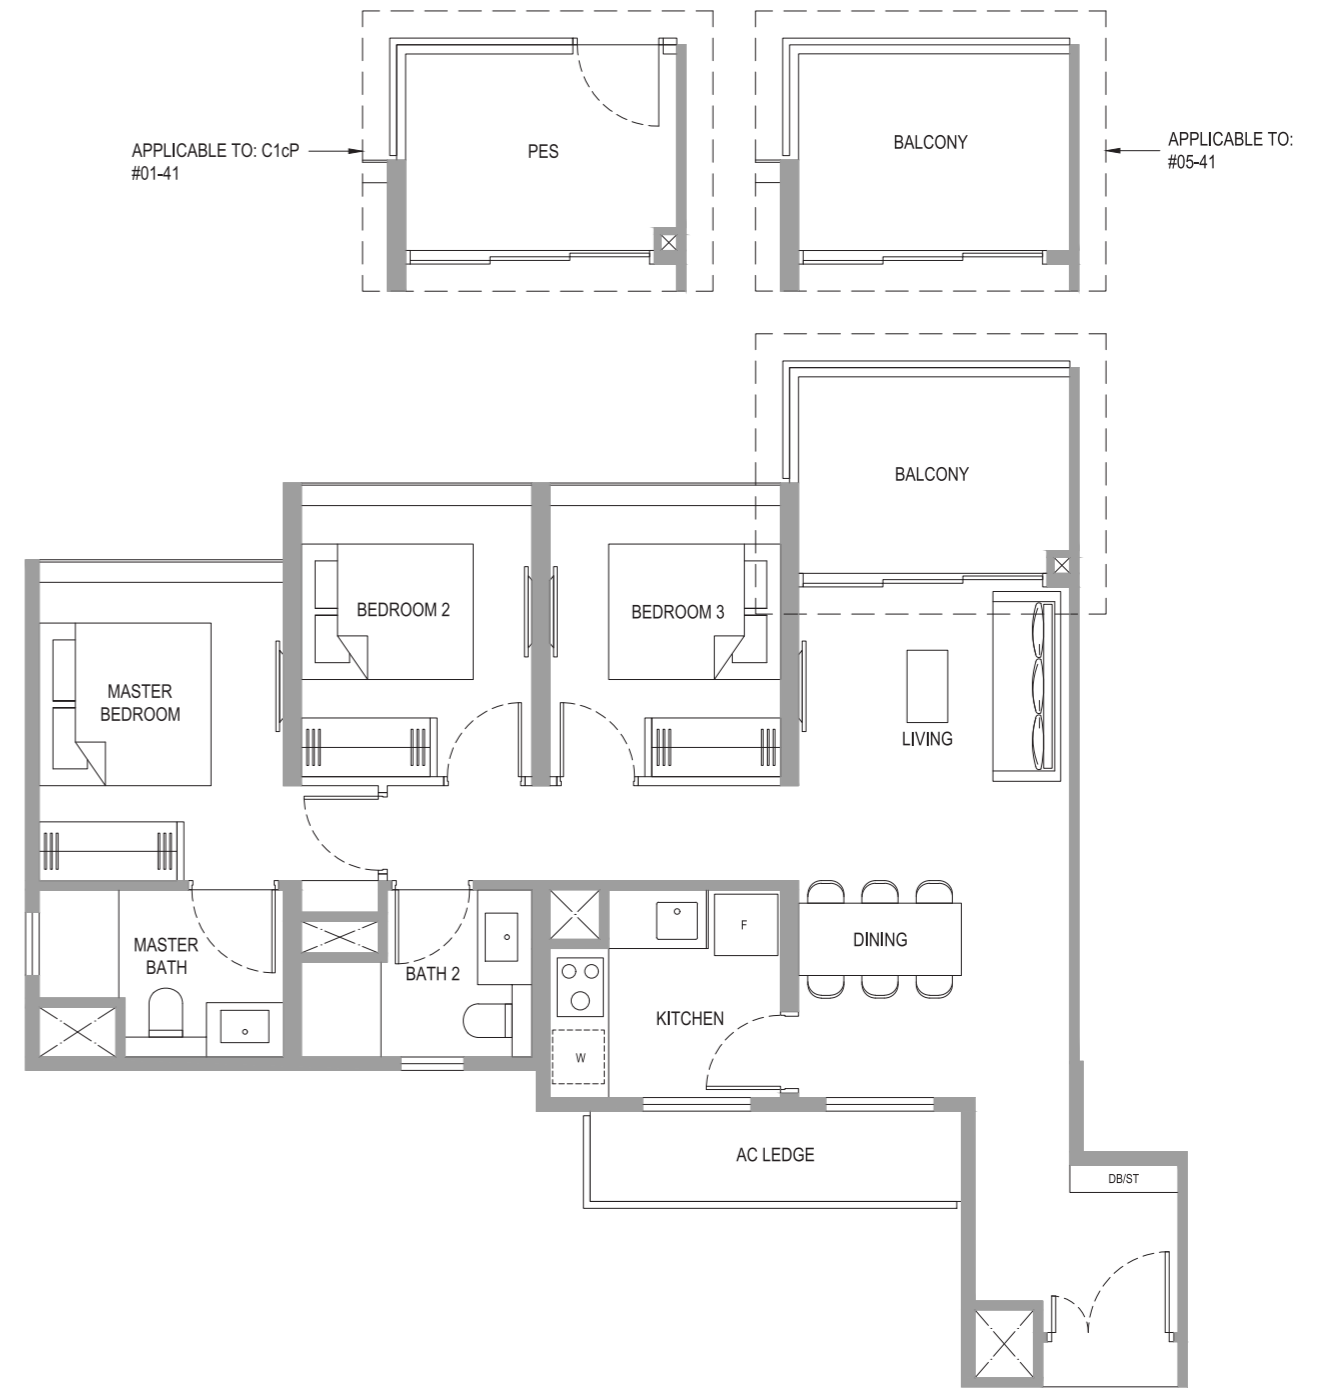 APPLICABLE TO: C1cP
#01-41
PES
BALCONY
APPLICABLE TO:
#05-41
BALCONY
BEDROOM 2
BEDROOM 3
MASTER
BEDROOM
LIVING
MASTER
BATH
BATH 2
F
DINING
KITCHEN
W
AC LEDGE
DB/ST